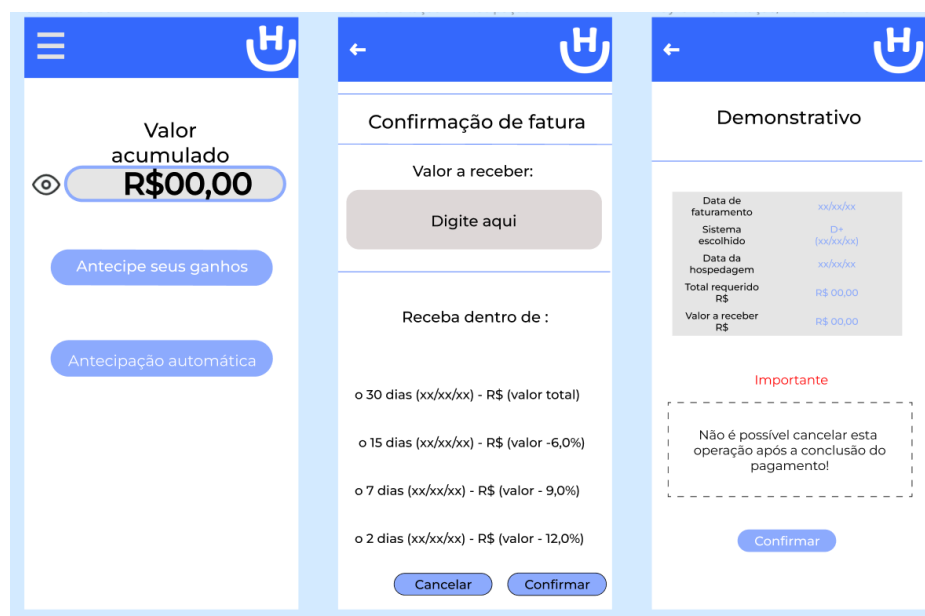 H
Valor
acumulado
R$00,00
Antecipe seus ganhos
Antecipação automática
H
Confirmação de fatura
Valor a receber:
Digite aqui
Receba dentro de :
o 30 dias (xx/xx/xx) - R$ (valor total)
o 15 dias (xx/xx/xx) - R$ (valor -6,0%)
o 7 dias (xx/xx/xx) - R$ (valor - 9,0%)
o 2 dias (xx/xx/xx) - R$ (valor - 12,0%)
Cancelar
Confirmar
H
Demonstrativo
Data de
faturamento
xx/xx/xx
Sistema
escolhido
D+
(xx/xx/xx)
Data da
hospedagem
xx/xx/xx
Total requerido
R$
R$ 00,00
Valor a receber
R$
R$ 00,00
Importante
Não é possível cancelar esta
operação após a conclusão do
pagamento!
Confirmar